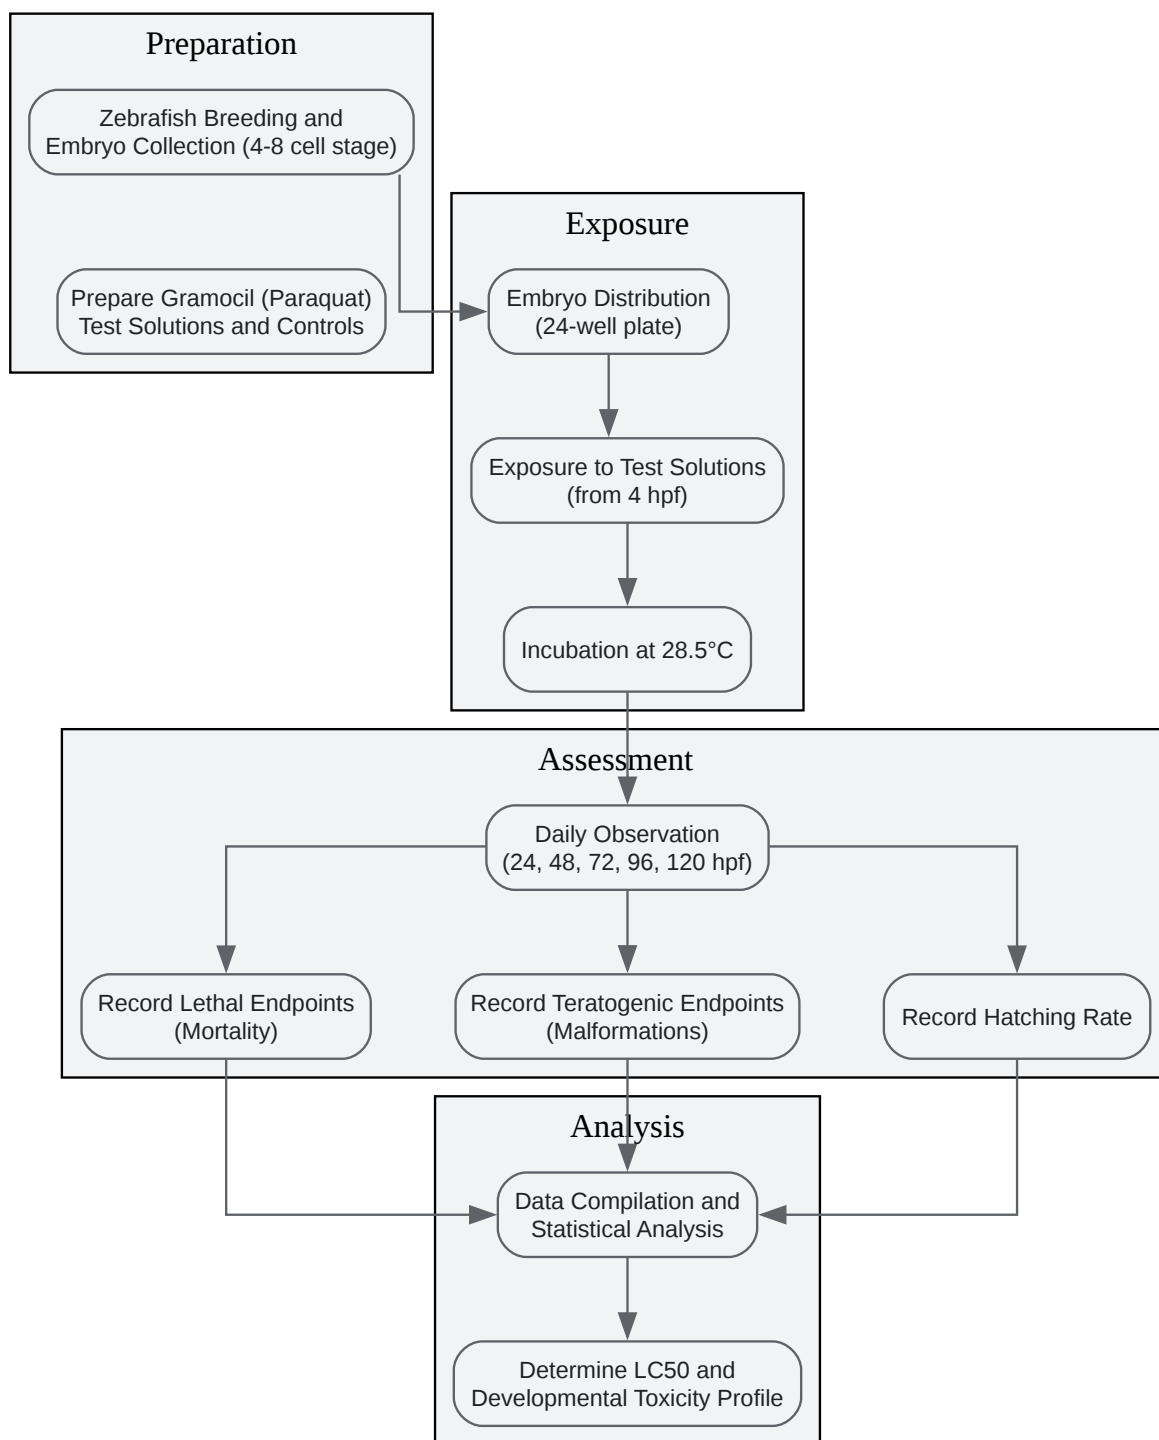 Preparation
Zebrafish Breeding and
Embryo Collection (4-8 cell stage)
Prepare Gramocil (Paraquat)
Test Solutions and Controls
Exposure
Embryo Distribution
(24-well plate)
Exposure to Test Solutions
(from 4 hpf)
Incubation at 28.5°C
Assessment
Daily Observation
(24, 48, 72, 96, 120 hpf)
Record Lethal Endpoints
(Mortality)
Record Teratogenic Endpoints
(Malformations)
Record Hatching Rate
Analysis
Data Compilation and
Statistical Analysis
Determine LC50 and
Developmental Toxicity Profile